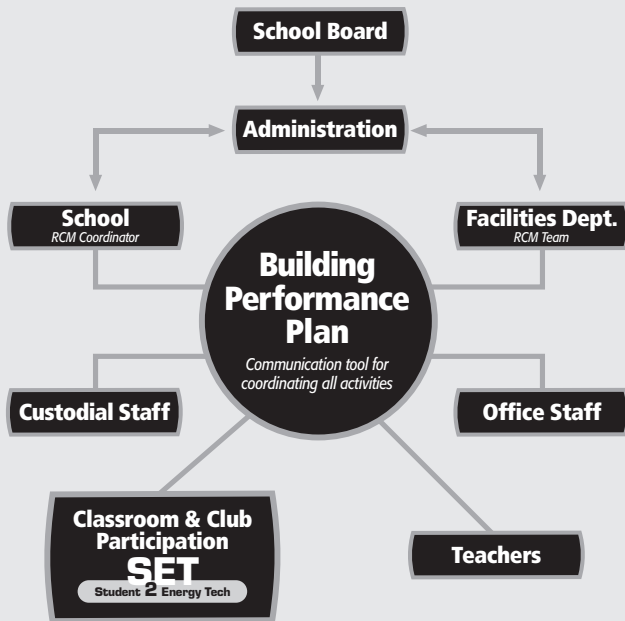 School Board
Administration
School
RCM Coordinator
Facilities Dept.
RCM Team
Building
Performance
Plan
Communication tool for
coordinating all activities
Custodial Staff
Office Staff
Classroom & Club
Participation
SET
Student 2 Energy Tech
Teachers